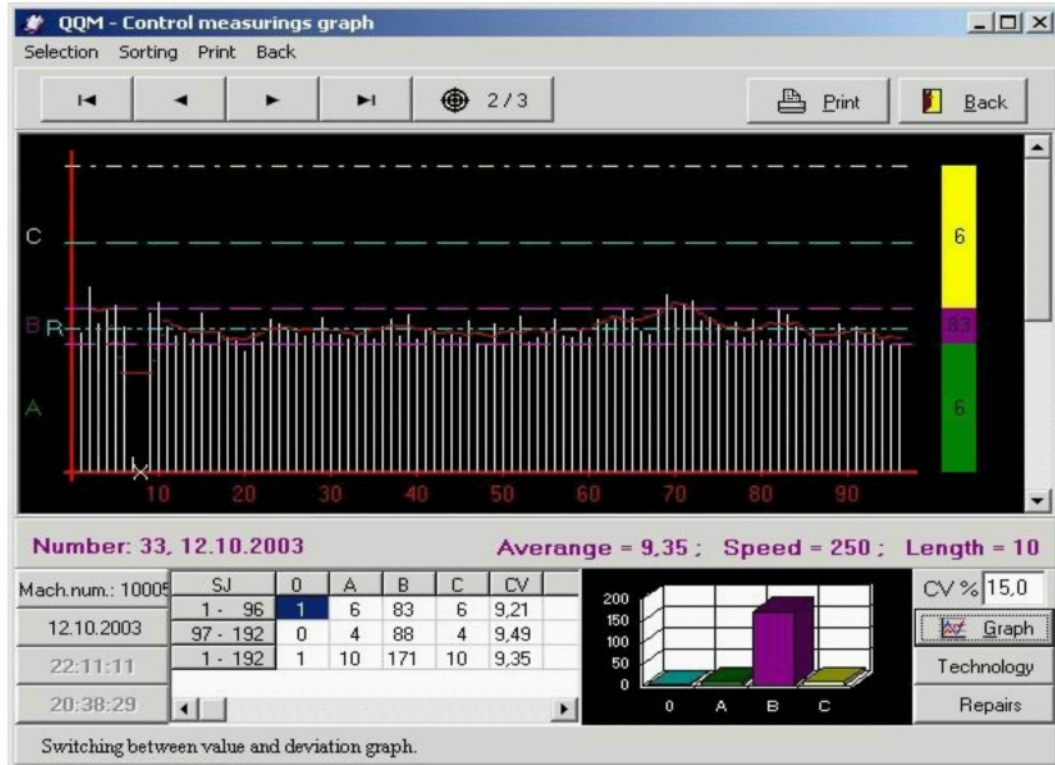 QQM - Control measurings graph
Selection Sorting Print Back
2 / 3 Print Back
C
B R
A
6
83
6
10 20 30 40 50 60 70 80 90
Number: 33, 12.10.2003 Averange = 9,35 ; Speed = 250 ; Length = 10
Mach.num.: 10005
12.10.2003
22:11:11
20:38:29
SJ 0 A B C CV
1 - 96 1 6 83 6 9,21
97 - 192 0 4 88 4 9,49
1 - 192 1 10 171 10 9,35
200
150
100
50
0
0 A B C
CV % 15,0
Graph
Technology
Repairs
Switching between value and deviation graph.